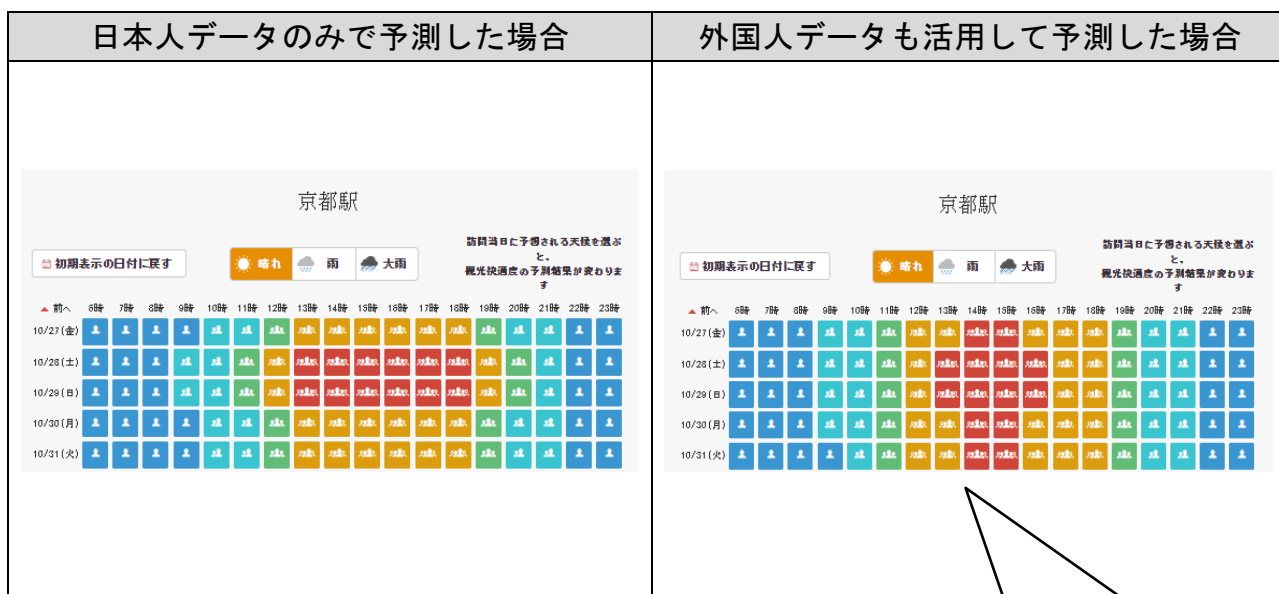 日本人データのみで予測した場合
外国人データも活用して予測した場合
京都駅
初期表示の日付に戻す
晴れ
雨
大雨
訪問当日に予想される天候を選ぶ
と、
観光快適度の予測結果が変わりま
す
前へ 6時 7時 8時 9時 10時 11時 12時 13時 14時 15時 16時 17時 18時 19時 20時 21時 22時 23時
10/27(金)
10/28(土)
10/29(日)
10/30(月)
10/31(火)
京都駅
初期表示の日付に戻す
晴れ
雨
大雨
訪問当日に予想される天候を選ぶ
と、
観光快適度の予測結果が変わりま
す
前へ 6時 7時 8時 9時 10時 11時 12時 13時 14時 15時 16時 17時 18時 19時 20時 21時 22時 23時
10/27(金)
10/28(土)
10/29(日)
10/30(月)
10/31(火)